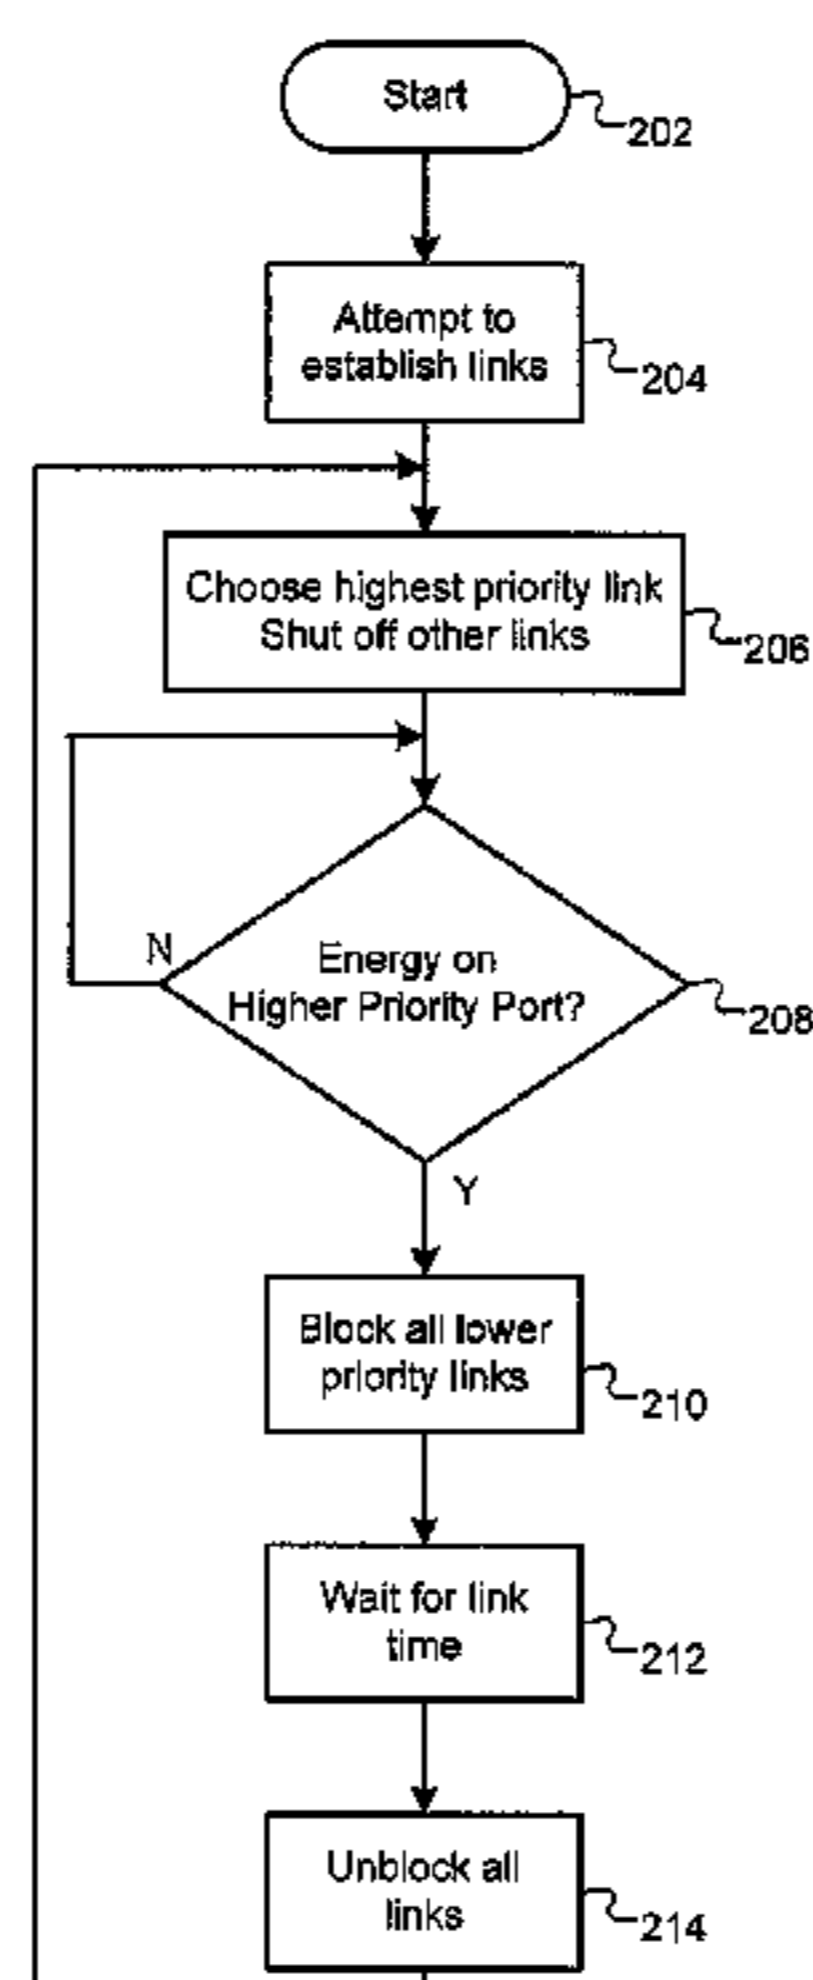 Start
202
Attempt to
establish links
204
Choose highest priority link
Shut off other links
206
N
Energy on
Higher Priority Port?
208
Y
Block all lower
priority links
210
Wait for link
time
212
Unblock all
links
214